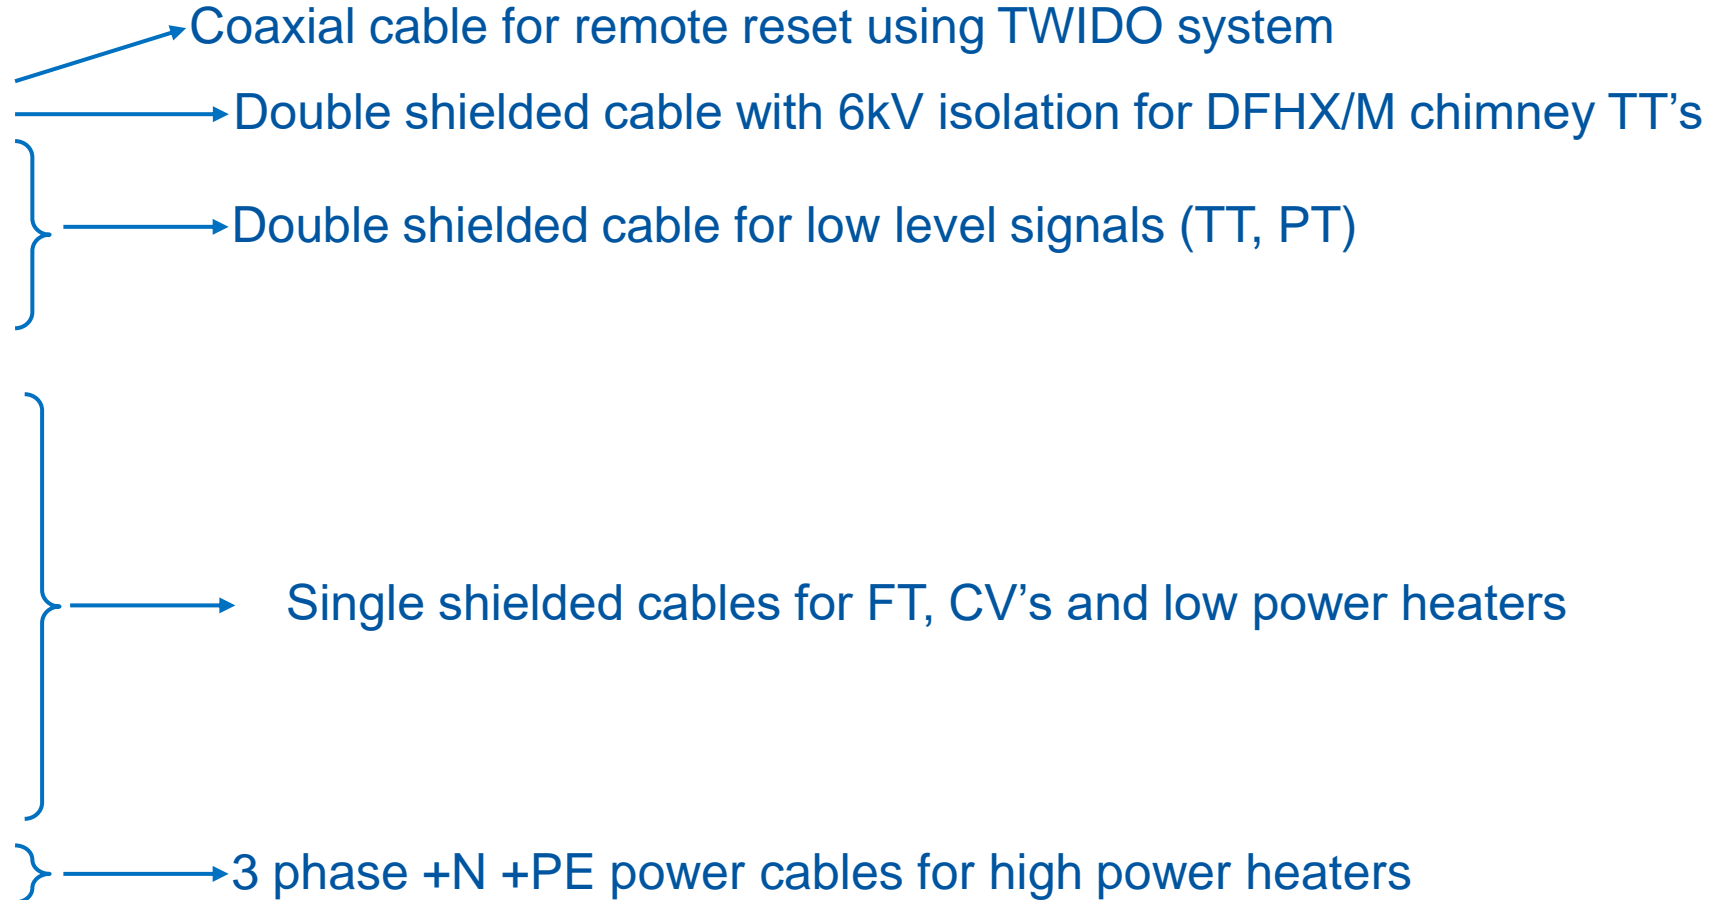 Coaxial cable for remote reset using TWIDO system
Double shielded cable with 6kV isolation for DFHX/M chimney TT’s
Double shielded cable for low level signals (TT, PT)
Single shielded cables for FT, CV’s and low power heaters
3 phase +N +PE power cables for high power heaters